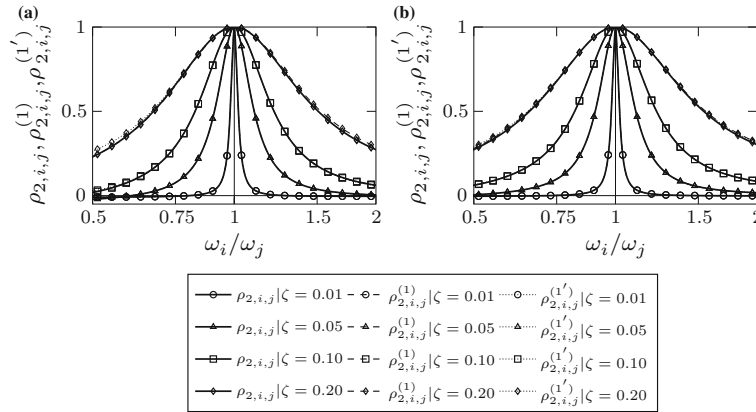 (a)
(b)
ρ2,i,j, ρ(1)2,i,j, ρ(1')2,i,j
ρ2,i,j, ρ(1)2,i,j, ρ(1')2,i,j
1
0.5
0
0.5 0.75 1 1.5 2
ωi/ωj
1
0.5
0
0.5 0.75 1 1.5 2
ωi/ωj
ρ2,i,j|ζ = 0.01 ρ(1)2,i,j|ζ = 0.01 ρ(1')2,i,j|ζ = 0.01
ρ2,i,j|ζ = 0.05 ρ(1)2,i,j|ζ = 0.05 ρ(1')2,i,j|ζ = 0.05
ρ2,i,j|ζ = 0.10 ρ(1)2,i,j|ζ = 0.10 ρ(1')2,i,j|ζ = 0.10
ρ2,i,j|ζ = 0.20 ρ(1)2,i,j|ζ = 0.20 ρ(1')2,i,j|ζ = 0.20